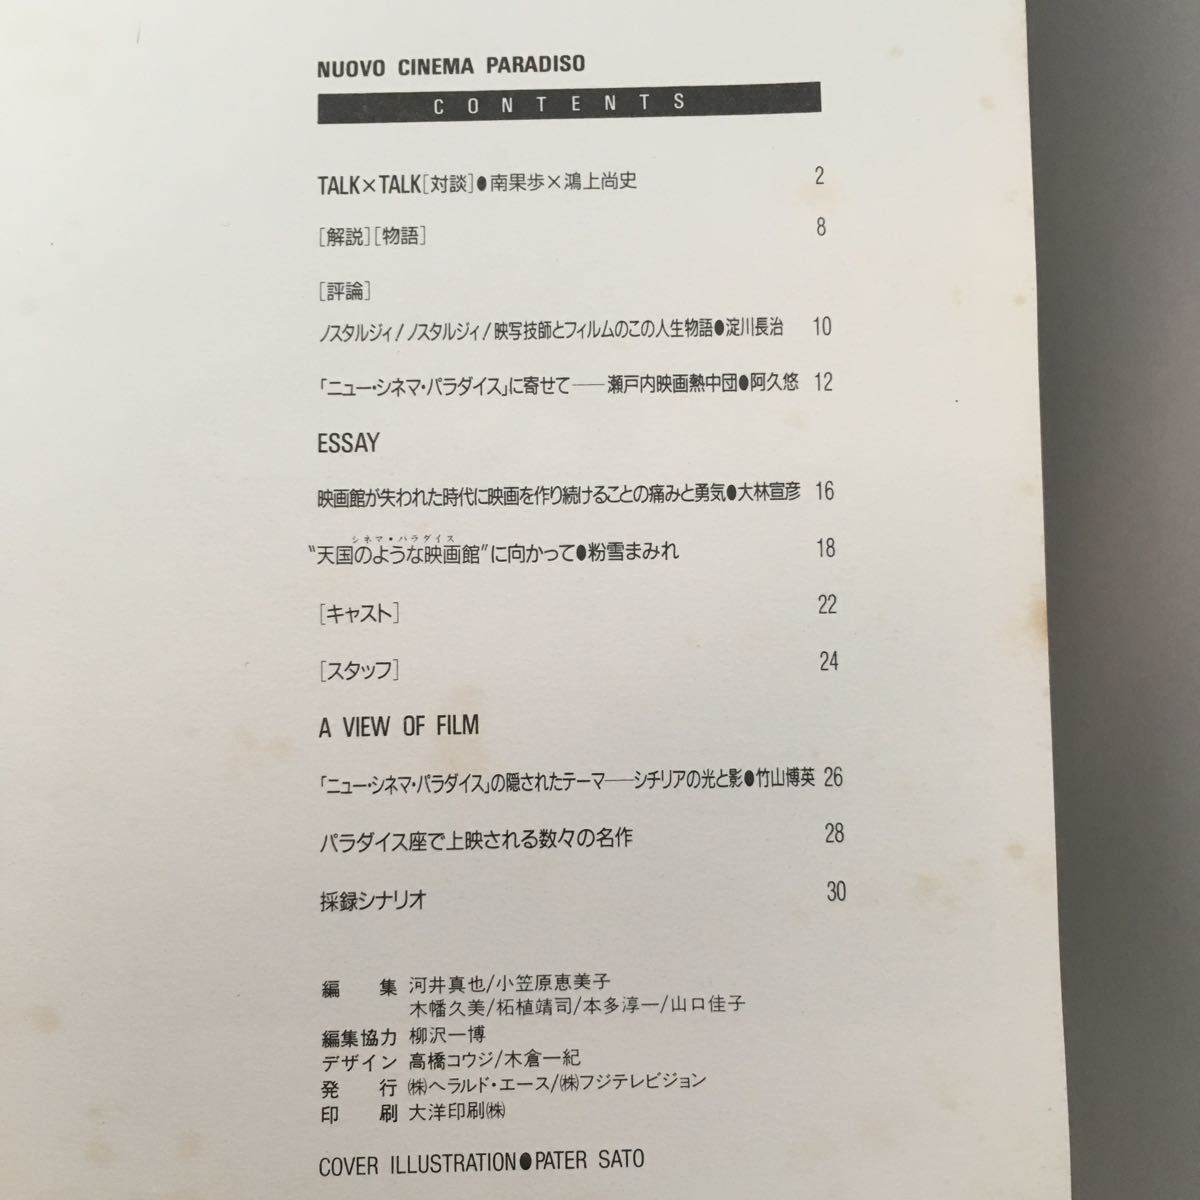 NUOVO CINEMA PARADISO
CONTENTS
TALK×TALK[対談]●南果歩×鴻上尚史 2
[解説][物語] 8
[評論]
ノスタルジィ!ノスタルジィ!映写技師とフィルムのこの人生物語●淀川長治 10
「ニュー・シネマ・パラダイス」に寄せて——瀬戸内映画熱中団●阿久悠 12
ESSAY
映画館が失われた時代に映画を作り続けることの痛みと勇気●大林宣彦 16
シネマ・パラダイス
"天国のような映画館"に向かって●粉雪まみれ 18
[キャスト] 22
[スタッフ] 24
A VIEW OF FILM
「ニュー・シネマ・パラダイス」の隠されたテーマ——シチリアの光と影●竹山博英 26
パラダイス座で上映される数々の名作 28
採録シナリオ 30
編集 河井真也/小笠原恵美子
木幡久美/柘植靖司/本多淳一/山口佳子
編集協力 柳沢一博
デザイン 高橋コウジ/木倉一紀
発行 ㈱ヘラルド・エース/㈱フジテレビジョン
印刷 大洋印刷㈱
COVER ILLUSTRATION●PATER SATO